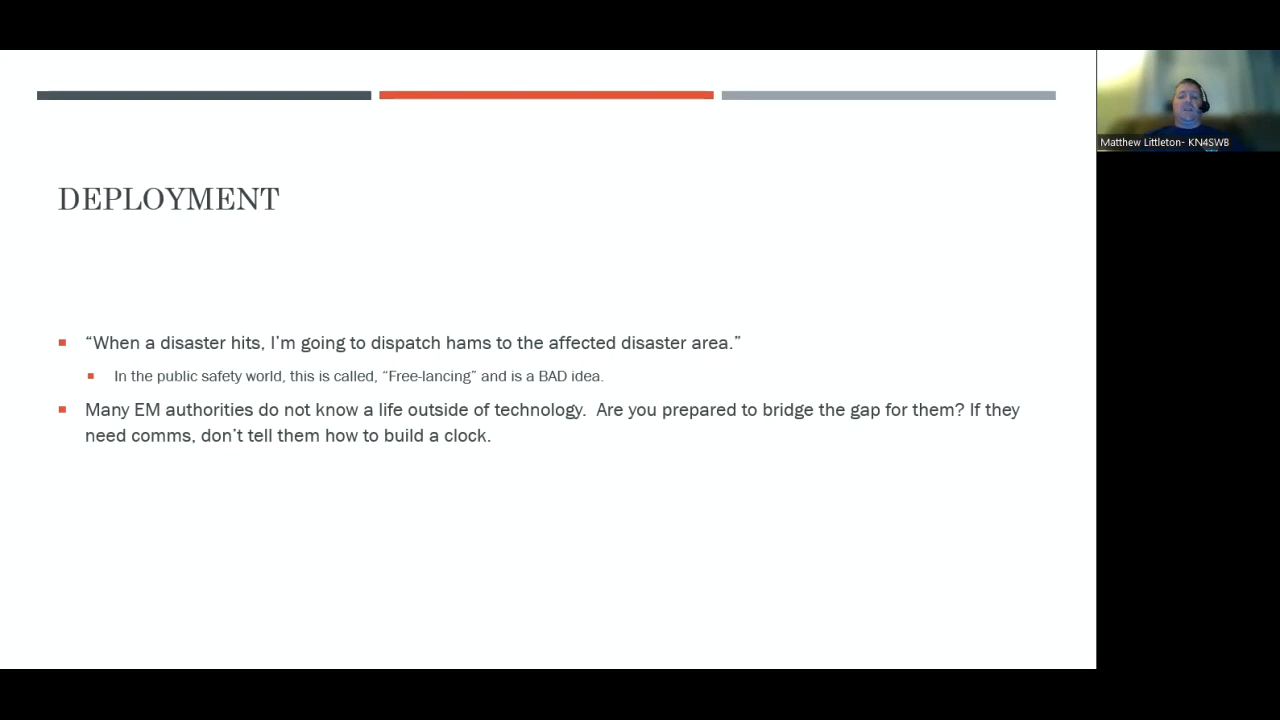 DEPLOYMENT
“When a disaster hits, I’m going to dispatch hams to the affected disaster area.”
In the public safety world, this is called, “Free-lancing” and is a BAD idea.
Many EM authorities do not know a life outside of technology.  Are you prepared to bridge the gap for them? If they
need comms, don’t tell them how to build a clock.
Matthew Littleton- KN4SWB